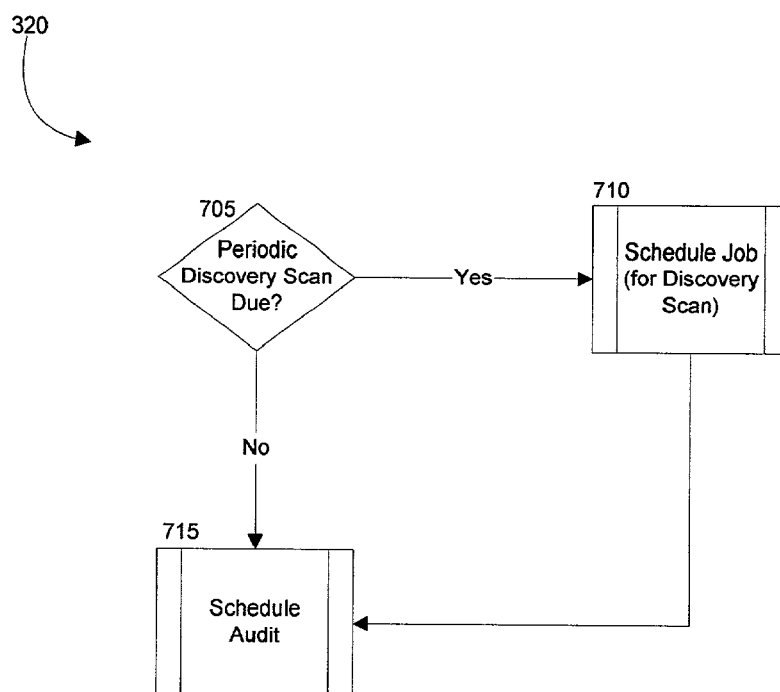 320
705
Periodic
Discovery Scan
Due?
Yes
710
Schedule Job
(for Discovery
Scan)
No
715
Schedule
Audit